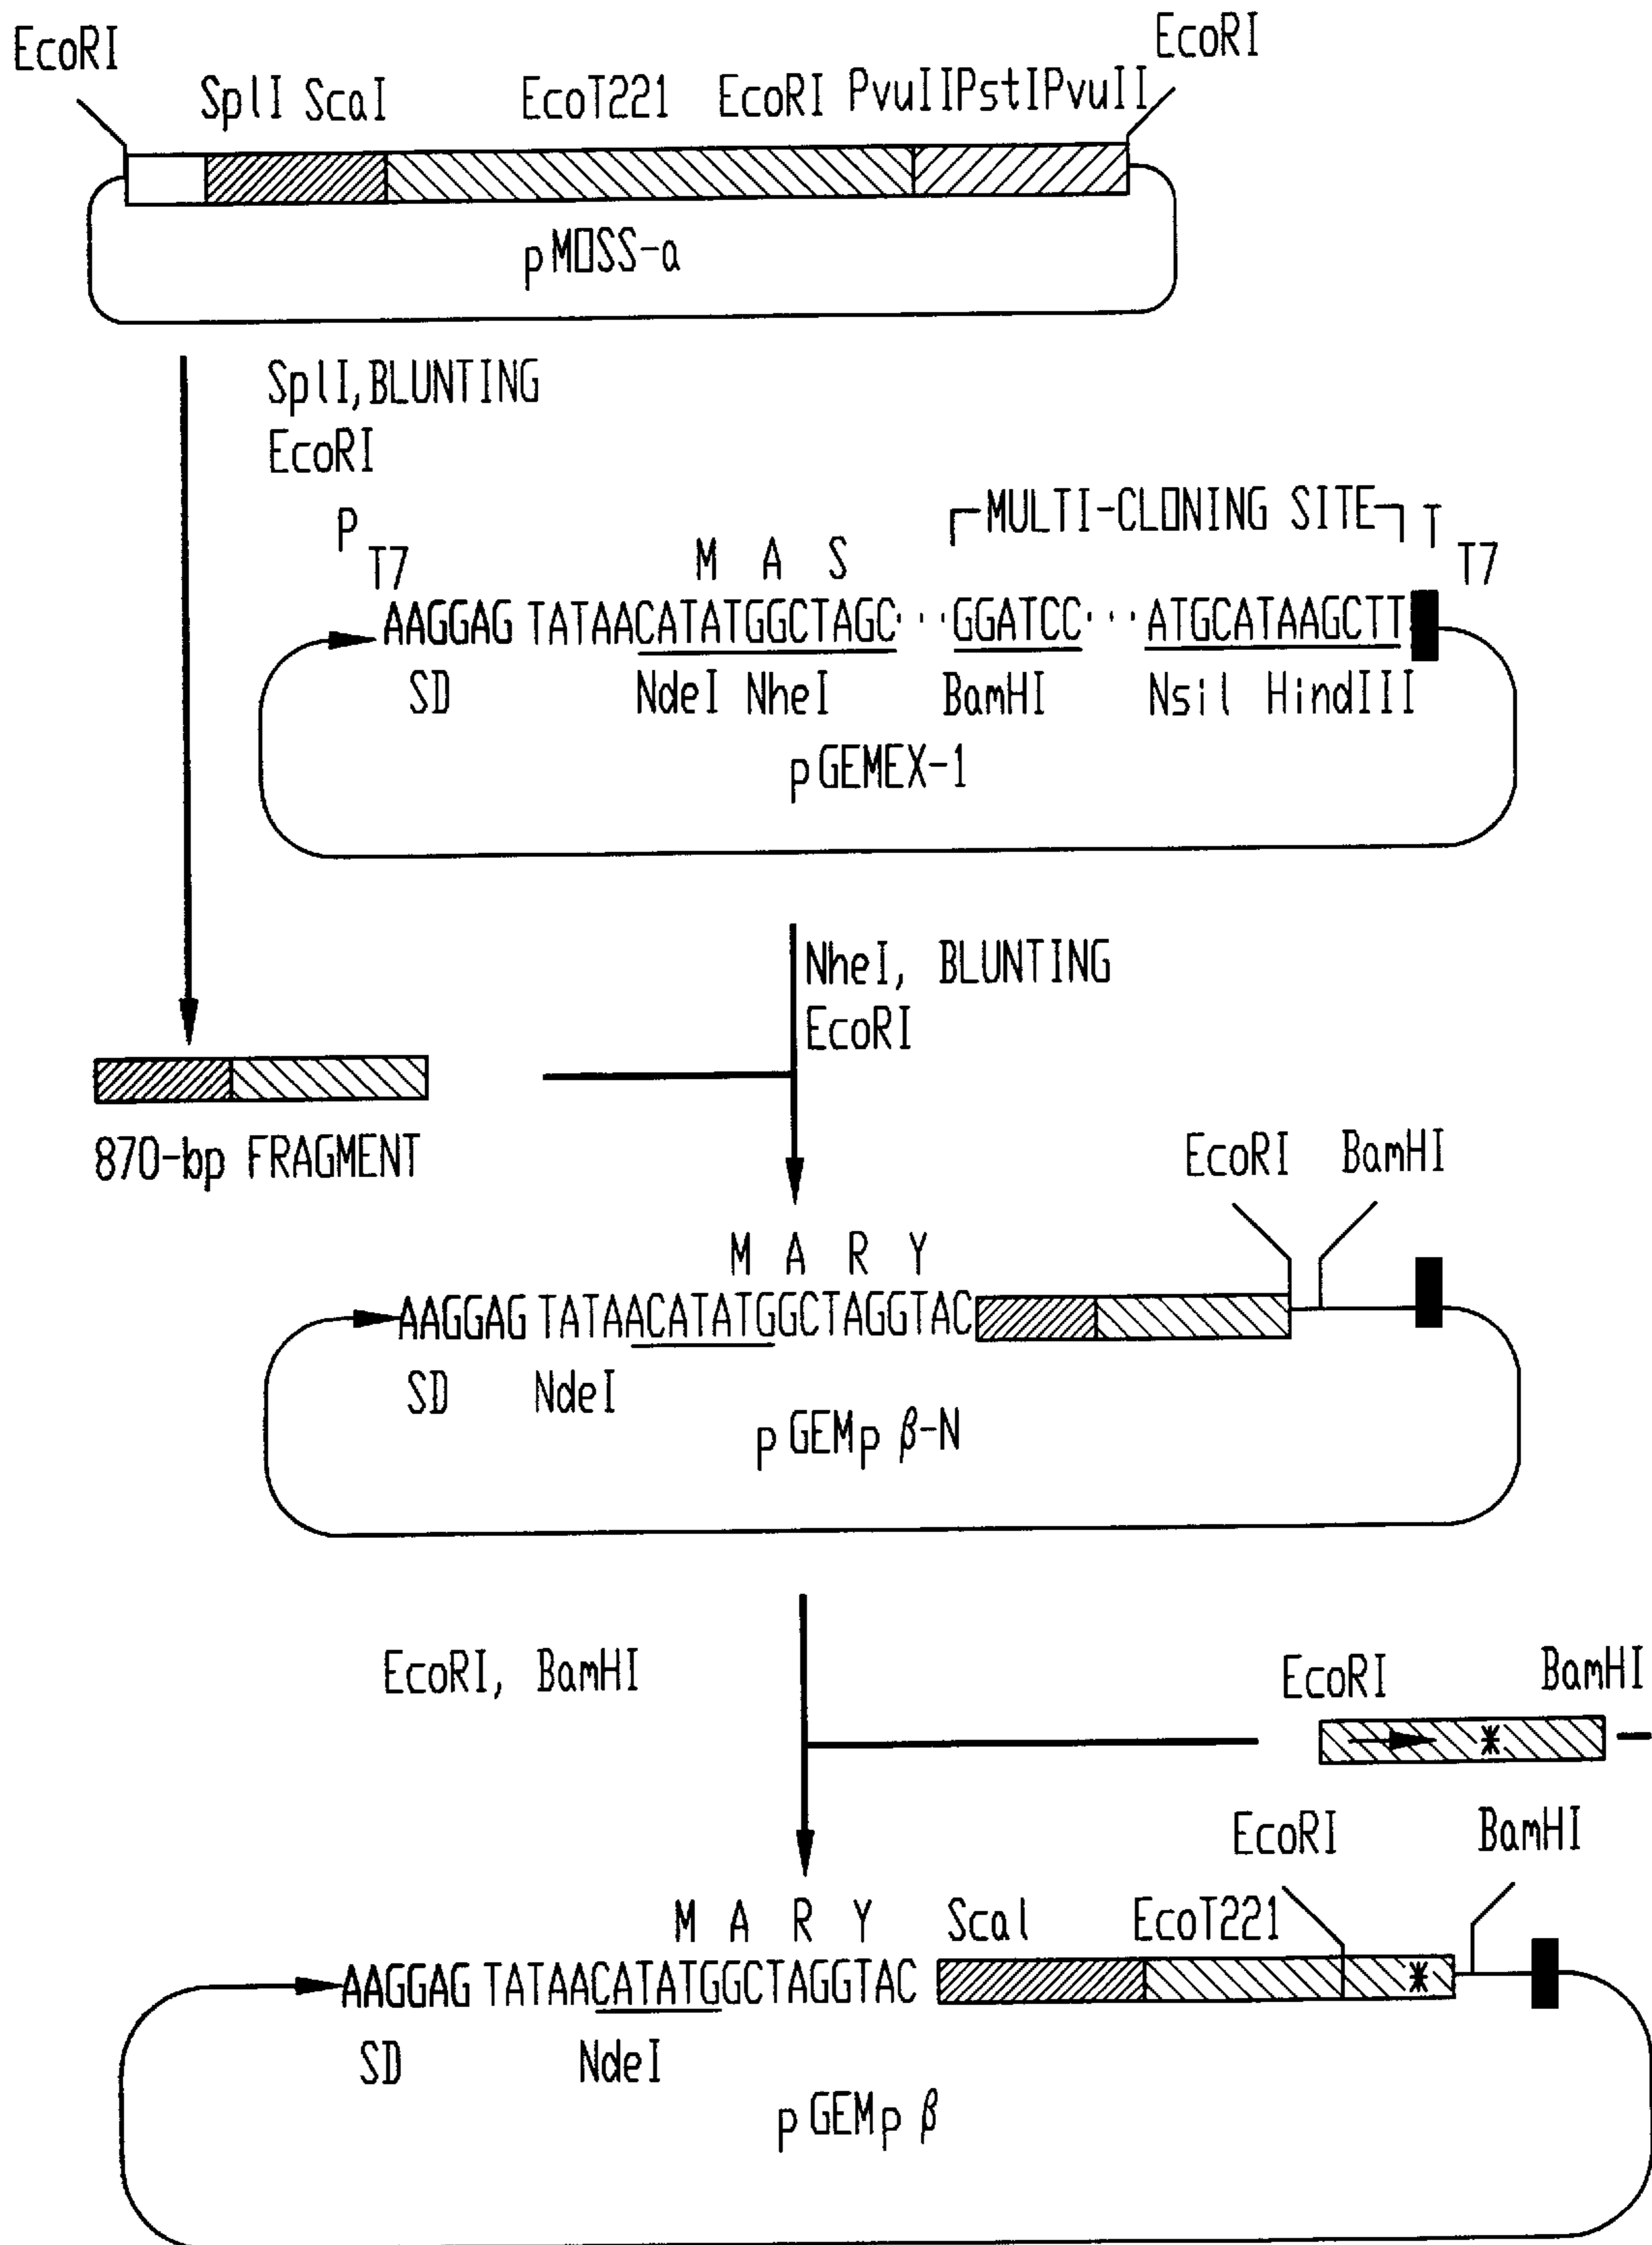 EcoRI
EcoRI
SplI ScaI EcoT221 EcoRI PvuIIPstIPvuII
pMOSS-a
SplI,BLUNTING
EcoRI
MULTI-CLONING SITE
P T7
T T7
M A S
AAGGAG TATAACATATGGCTAGC···GGATCC···ATGCATAAGCTT
SD NdeI NheI BamHI Nsil HindIII
pGEMEX-1
NheI, BLUNTING
EcoRI
870-bp FRAGMENT
EcoRI BamHI
M A R Y
AAGGAG TATAACATATGGCTAGGTAC
SD NdeI
pGEMp β-N
EcoRI, BamHI
EcoRI BamHI
*
EcoRI BamHI
M A R Y Scal EcoT221
AAGGAG TATAACATATGGCTAGGTAC
*
SD NdeI
pGEMp β